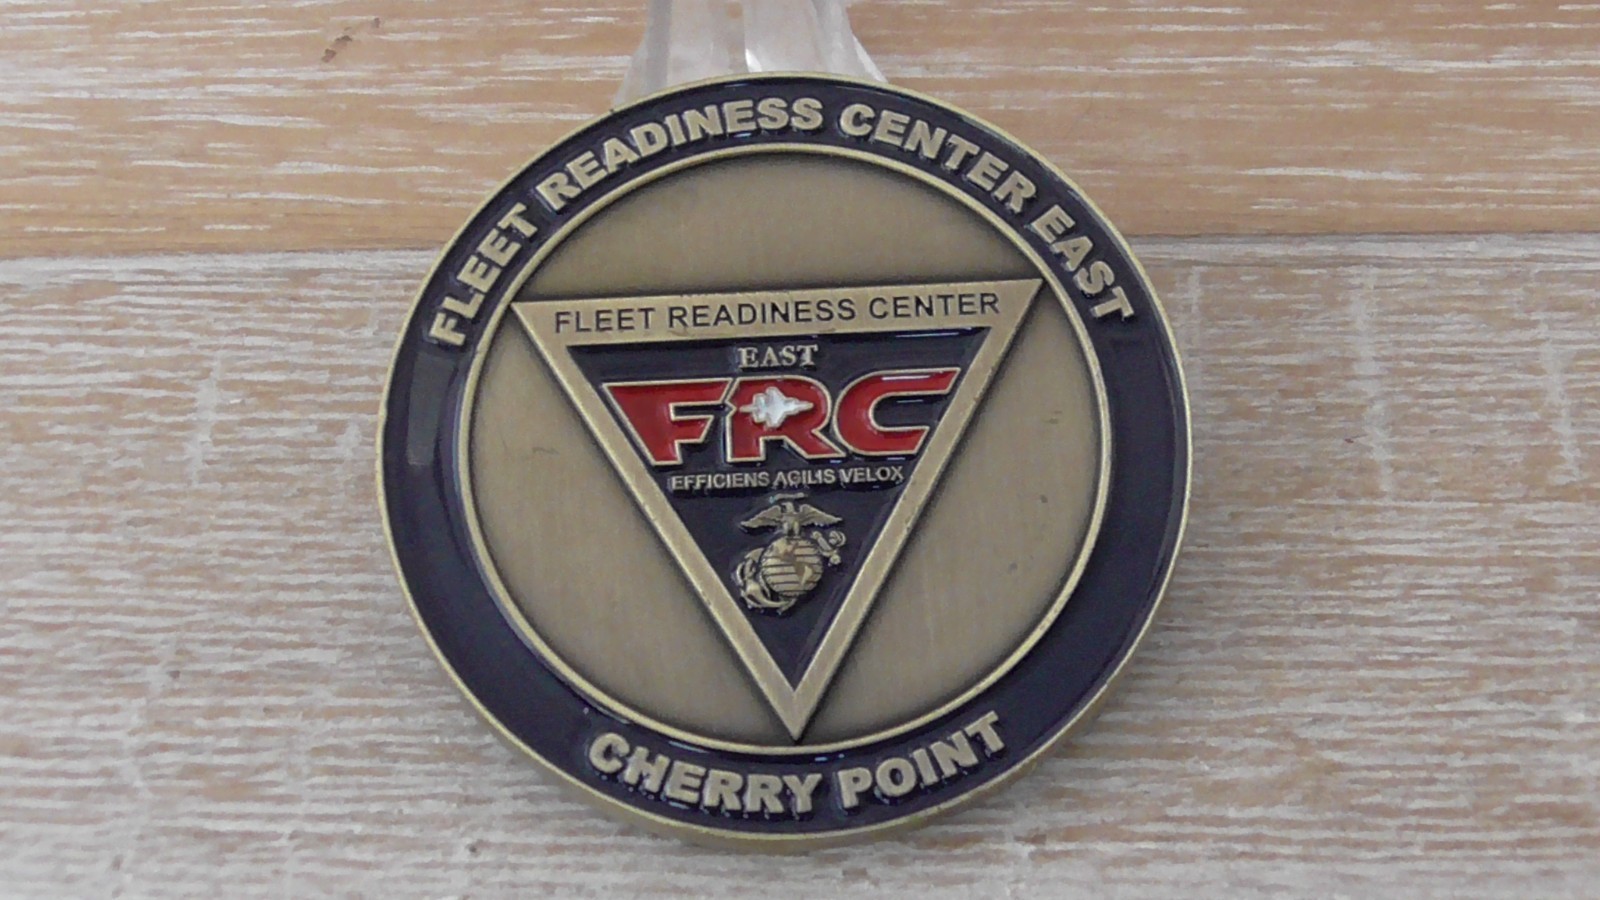 FLEET READINESS CENTER EAST
FLEET READINESS CENTER
EAST
FRC
EFFICIENS AGILIS VELOX
CHERRY POINT